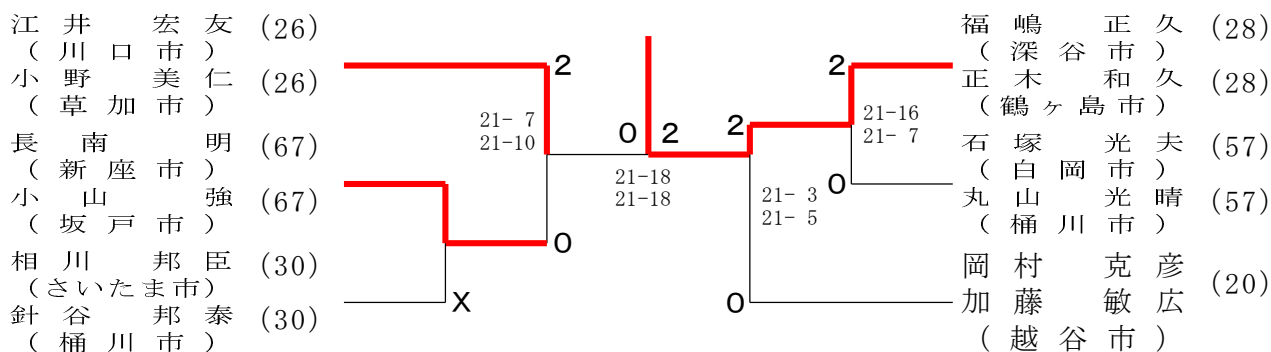 江井 宏友 (26)
(川口市)
小野 美仁 (26)
(草加市)
長南 明 (67)
(新座市)
小山 強 (67)
(坂戸市)
相川 邦臣 (30)
(さいたま市)
針谷 邦泰 (30)
(桶川市)
2
21- 7
21-10
0
X
0 2
21-18
21-18
2
21- 3
21- 5
0
2
21-16
21- 7
0
福嶋 正久 (28)
(深谷市)
正木 和久 (28)
(鶴ヶ島市)
石塚 光夫 (57)
(白岡市)
丸山 光晴 (57)
(桶川市)
岡村 克彦
(20)
加藤 敏広
(越谷市)